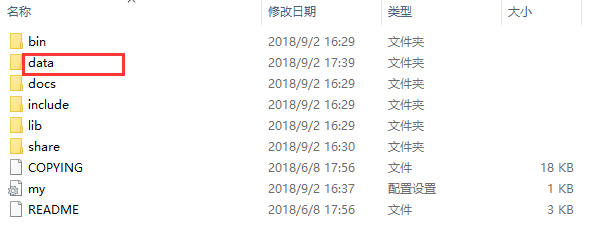 名称 修改日期 类型 大小
bin 2018/9/2 16:29 文件夹
data 2018/9/2 17:39 文件夹
docs 2018/9/2 16:29 文件夹
include 2018/9/2 16:29 文件夹
lib 2018/9/2 16:29 文件夹
share 2018/9/2 16:30 文件夹
COPYING 2018/6/8 17:56 文件 18 KB
my 2018/9/2 16:37 配置设置 1 KB
README 2018/6/8 17:56 文件 3 KB